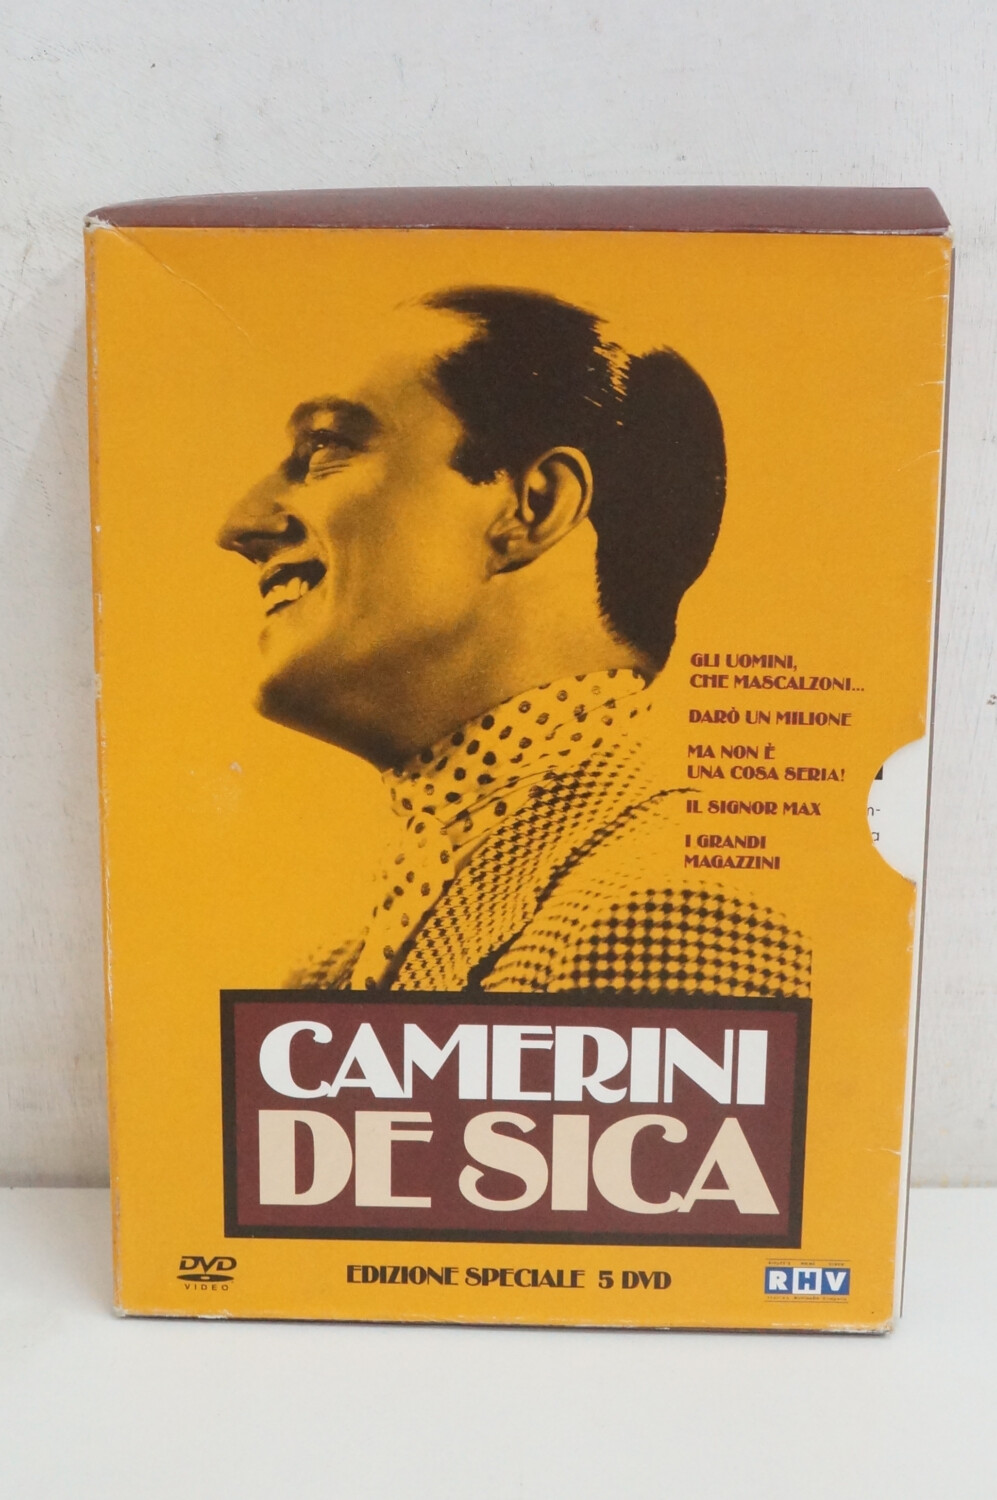 GLI UOMINI,
CHE MASCALZONI...
DARÒ UN MILIONE
MA NON È
UNA COSA SERIA!
IL SIGNOR MAX
I GRANDI
MAGAZZINI
n-
a
CAMERINI
DE SICA
DVD
VIDEO
EDIZIONE SPECIALE 5 DVD
RHV